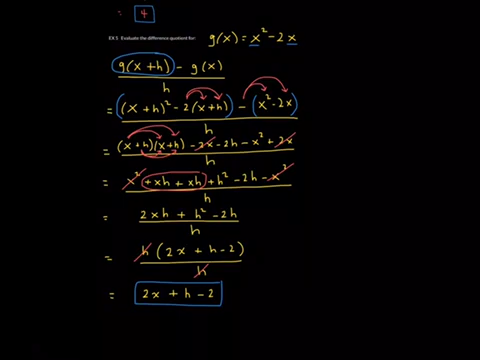 : 4
EX 5 Evaluate the difference quotient for: g(x) = x² - 2x
g(x + h) - g(x)
h
= ((x + h)² - 2(x + h)) - (x² - 2x)
h
= (x + h)(x + h) - 2x - 2h - x² + 2x
h
= x² + xh + xh + h² - 2h - x²
h
= 2xh + h² - 2h
h
= h(2x + h - 2)
h
= 2x + h - 2